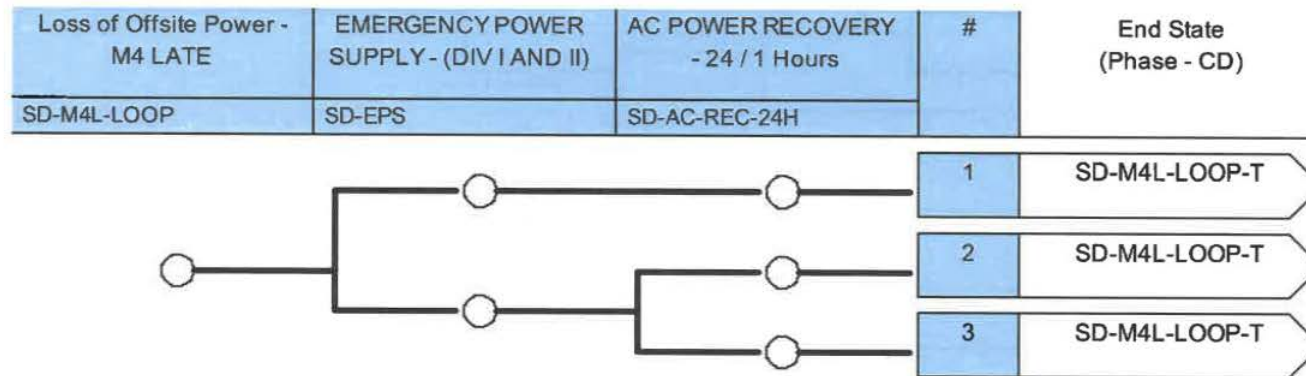 Loss of Offsite Power -
M4 LATE
EMERGENCY POWER
SUPPLY - (DIV I AND II)
AC POWER RECOVERY
- 24 / 1 Hours
#
End State
(Phase - CD)
SD-M4L-LOOP
SD-EPS
SD-AC-REC-24H
1
SD-M4L-LOOP-T
2
SD-M4L-LOOP-T
3
SD-M4L-LOOP-T